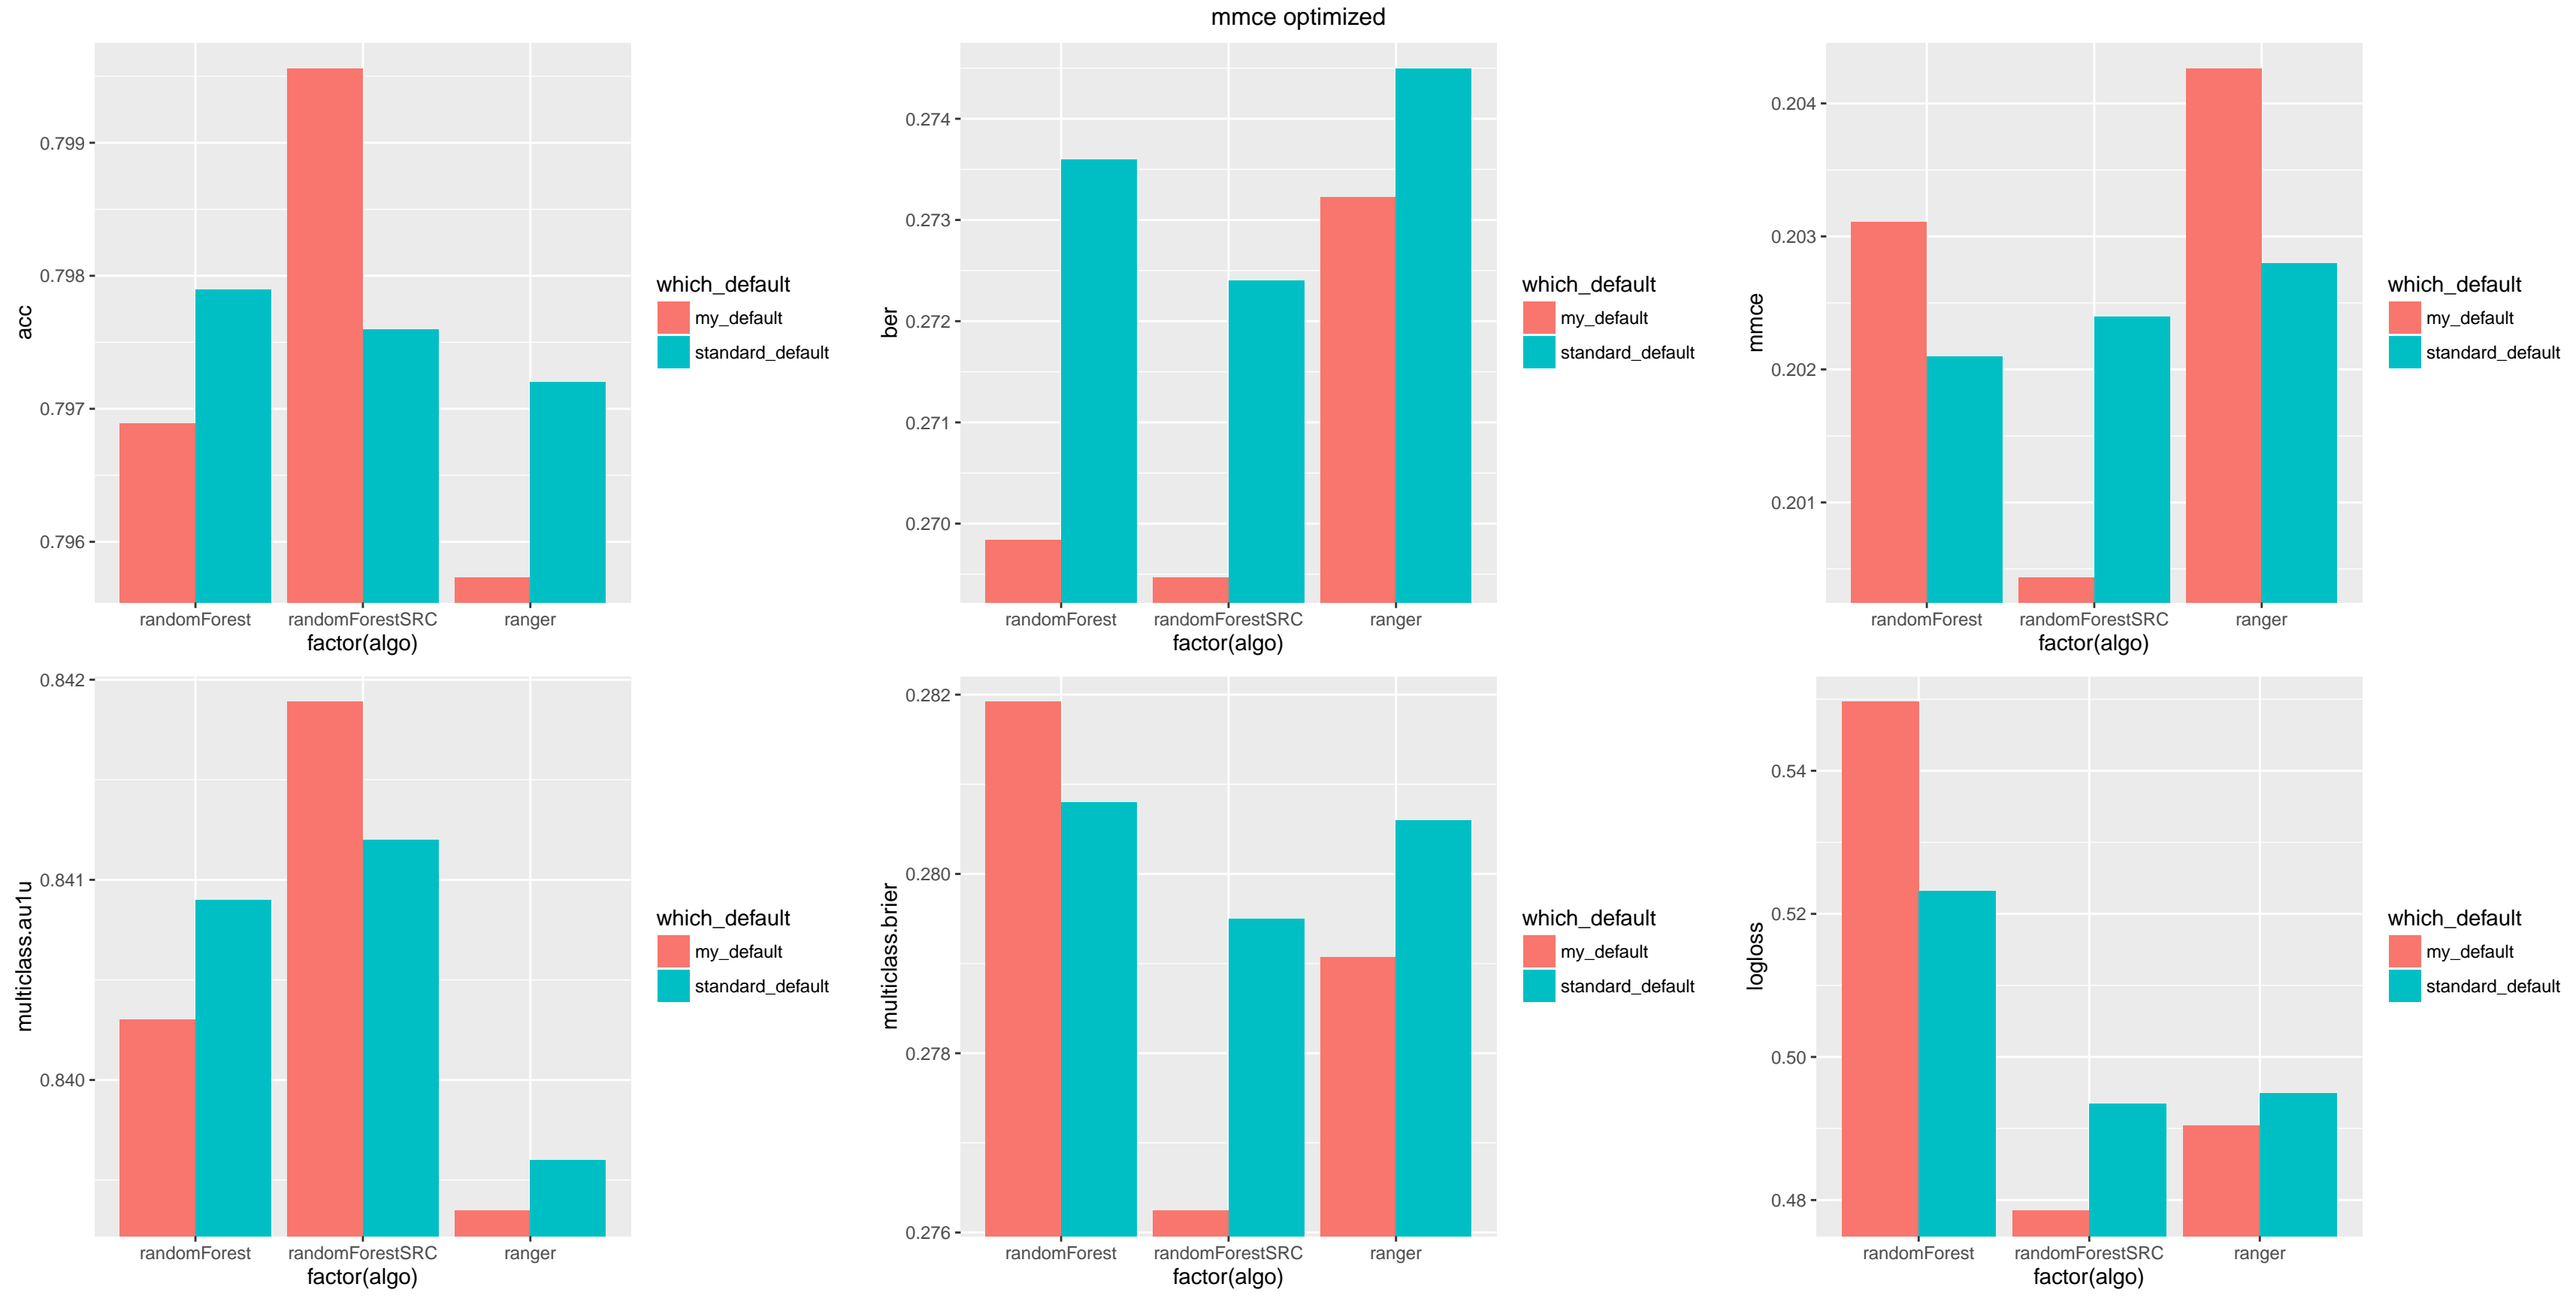 mmce optimized
acc
0.799
0.798
0.797
0.796
randomForest randomForestSRC ranger
factor(algo)
which_default
my_default
standard_default
ber
0.274
0.273
0.272
0.271
0.270
randomForest randomForestSRC ranger
factor(algo)
which_default
my_default
standard_default
mmce
0.204
0.203
0.202
0.201
randomForest randomForestSRC ranger
factor(algo)
which_default
my_default
standard_default
multiclass.au1u
0.842
0.841
0.840
randomForest randomForestSRC ranger
factor(algo)
which_default
my_default
standard_default
multiclass.brier
0.282
0.280
0.278
0.276
randomForest randomForestSRC ranger
factor(algo)
which_default
my_default
standard_default
logloss
0.54
0.52
0.50
0.48
randomForest randomForestSRC ranger
factor(algo)
which_default
my_default
standard_default